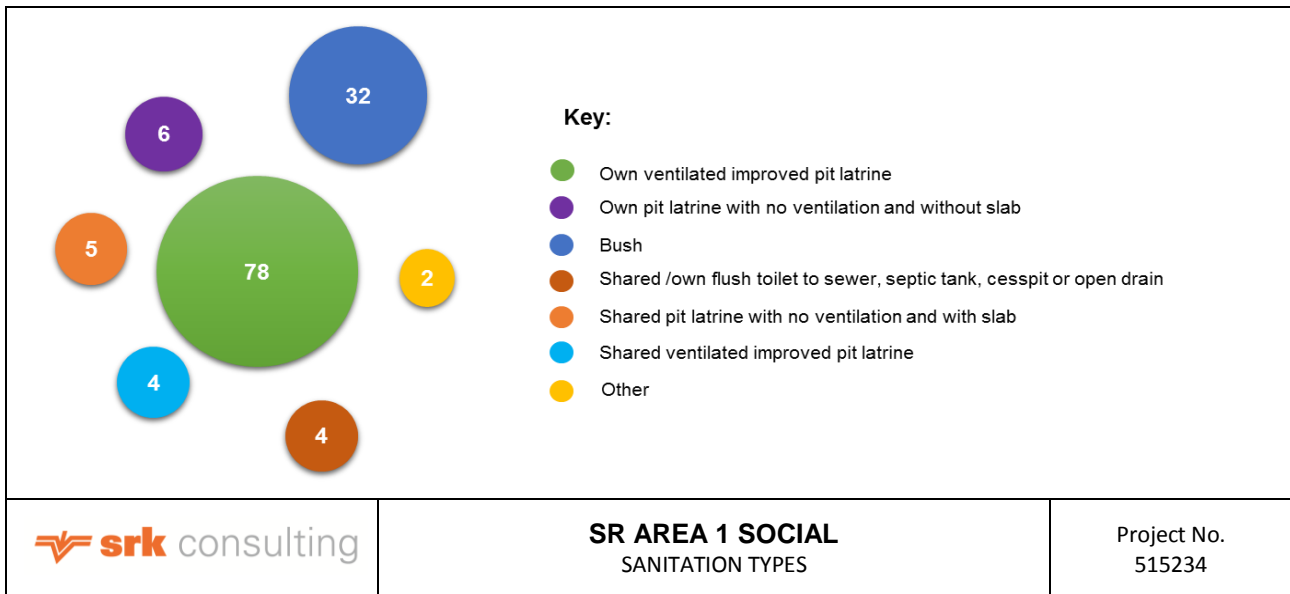 32
6
5
78
2
4
4
Key:
Own ventilated improved pit latrine
Own pit latrine with no ventilation and without slab
Bush
Shared /own flush toilet to sewer, septic tank, cesspit or open drain
Shared pit latrine with no ventilation and with slab
Shared ventilated improved pit latrine
Other
srk consulting
SR AREA 1 SOCIAL
SANITATION TYPES
Project No.
515234